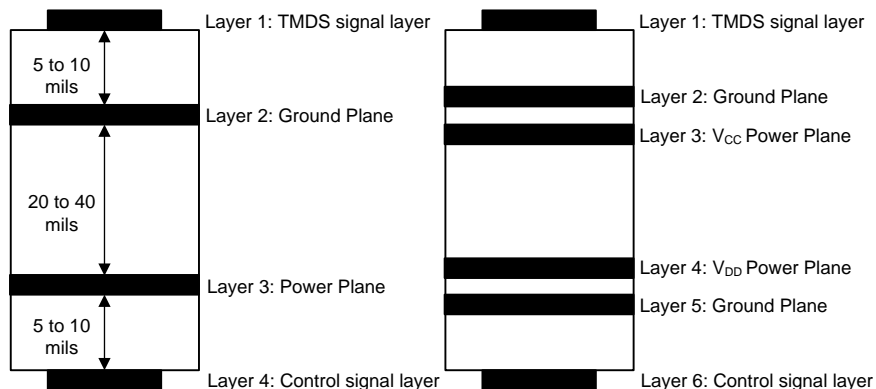 Layer 1: TMDS signal layer
5 to 10
mils
Layer 2: Ground Plane
20 to 40
mils
Layer 3: Power Plane
5 to 10
mils
Layer 4: Control signal layer
Layer 1: TMDS signal layer
Layer 2: Ground Plane
Layer 3: VCC Power Plane
Layer 4: VDD Power Plane
Layer 5: Ground Plane
Layer 6: Control signal layer